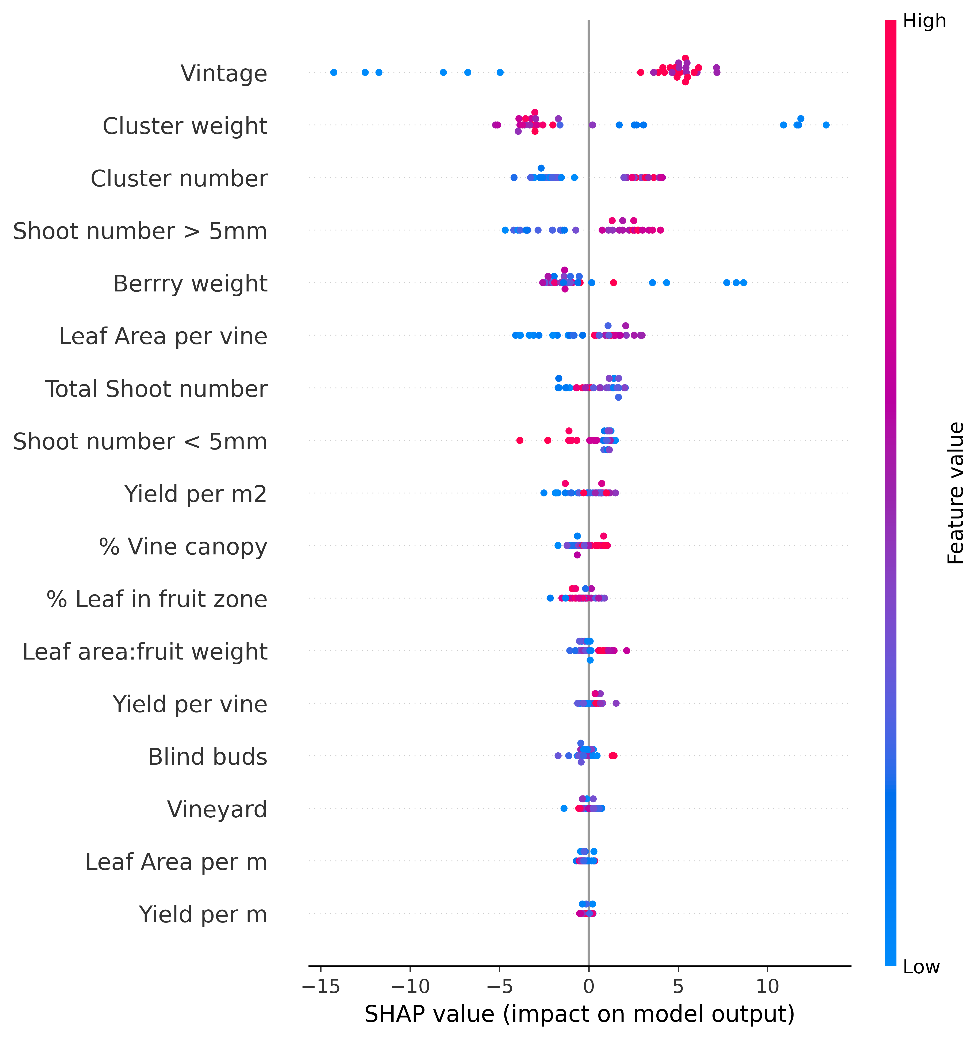 High
Vintage
Cluster weight
Cluster number
Shoot number > 5mm
Berrry weight
Leaf Area per vine
Total Shoot number
Shoot number < 5mm
Yield per m2
% Vine canopy
% Leaf in fruit zone
Leaf area:fruit weight
Yield per vine
Blind buds
Vineyard
Leaf Area per m
Yield per m
Feature value
Low
−15 −10 −5 0 5 10
SHAP value (impact on model output)